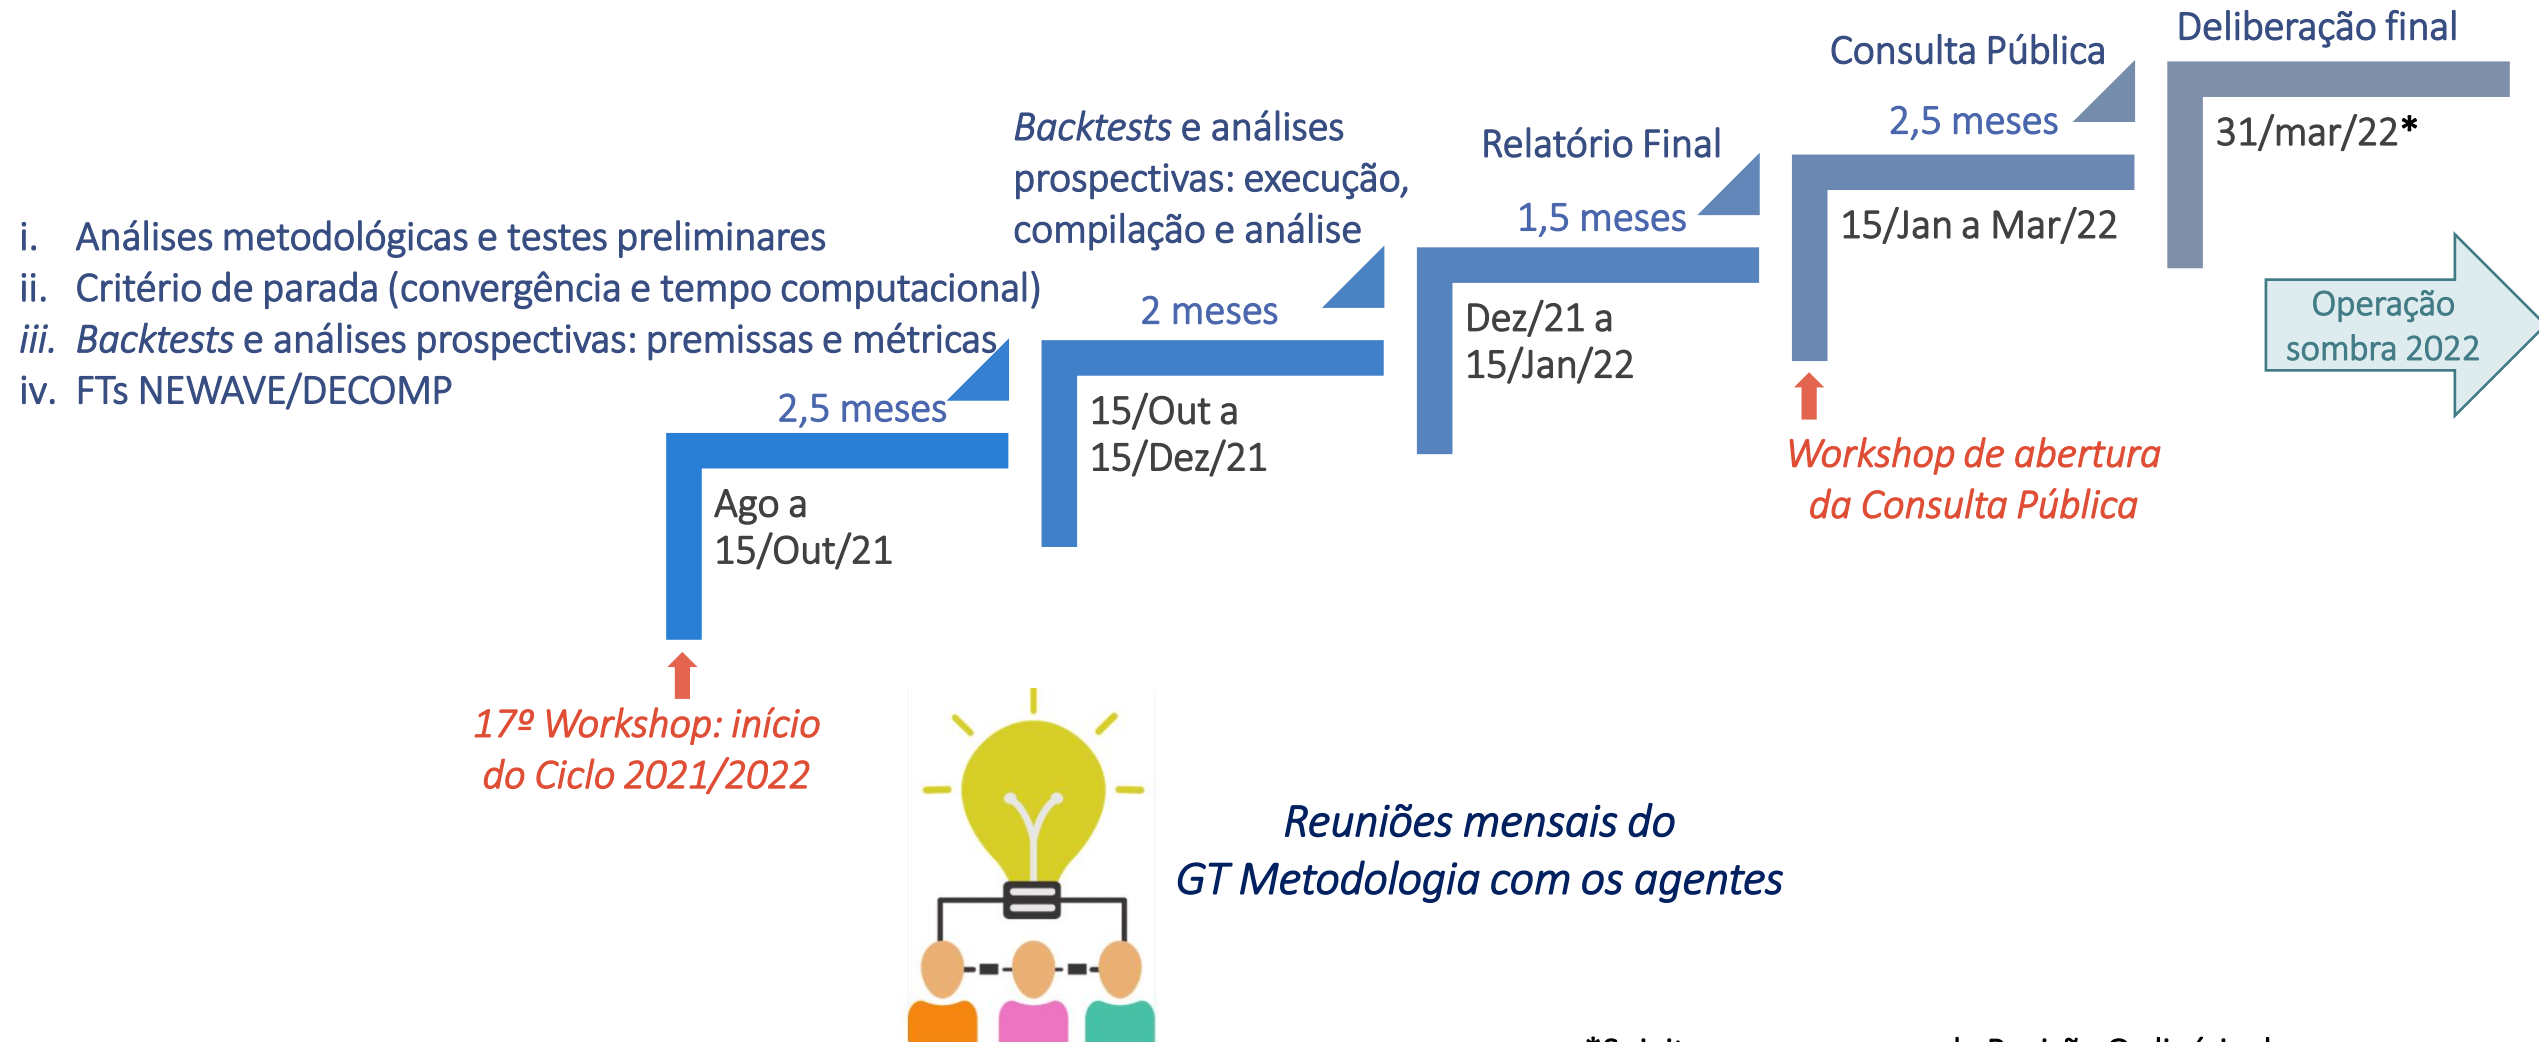 i. Análises metodológicas e testes preliminares
ii. Critério de parada (convergência e tempo computacional)
iii. Backtests e análises prospectivas: premissas e métricas
iv. FTs NEWAVE/DECOMP
2,5 meses
Ago a
15/Out/21
17º Workshop: início
do Ciclo 2021/2022
Backtests e análises
prospectivas: execução,
compilação e análise
2 meses
15/Out a
15/Dez/21
Relatório Final
1,5 meses
Dez/21 a
15/Jan/22
Consulta Pública
2,5 meses
15/Jan a Mar/22
Workshop de abertura
da Consulta Pública
Deliberação final
31/mar/22*
Operação
sombra 2022
Reuniões mensais do
GT Metodologia com os agentes